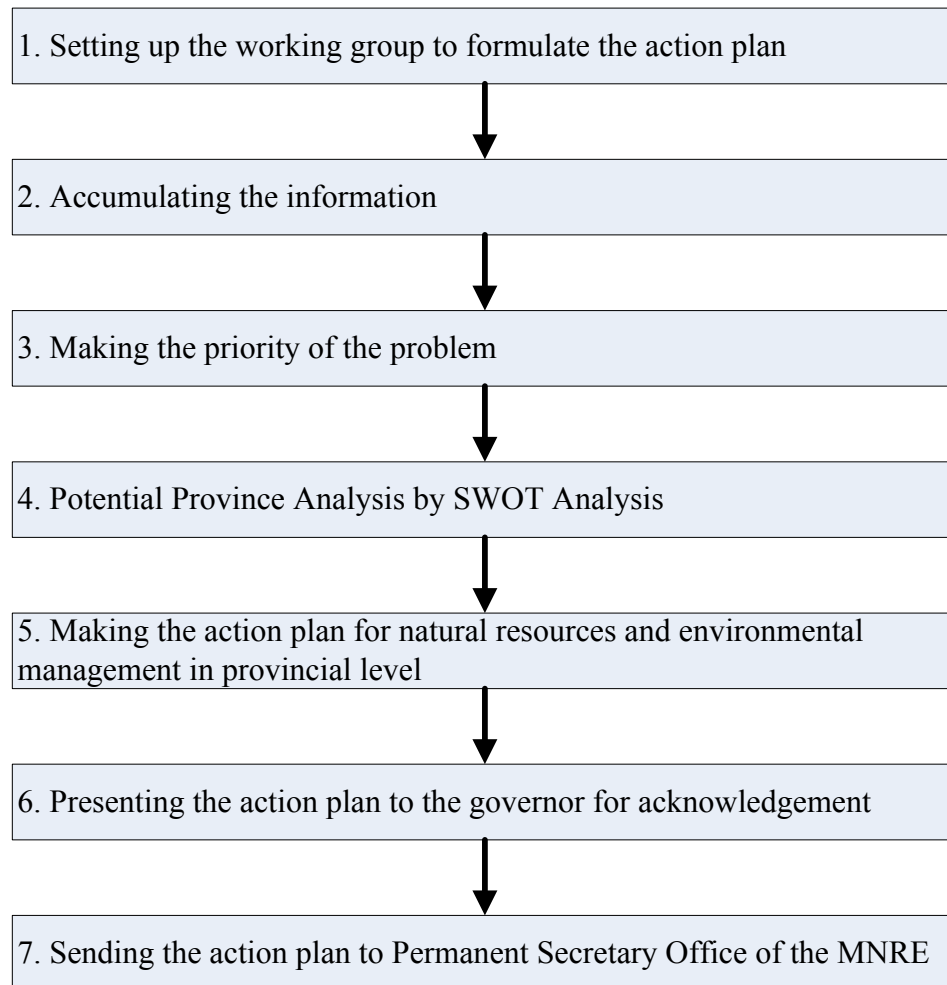 1. Setting up the working group to formulate the action plan
2. Accumulating the information
3. Making the priority of the problem
4. Potential Province Analysis by SWOT Analysis
5. Making the action plan for natural resources and environmental
management in provincial level
6. Presenting the action plan to the governor for acknowledgement
7. Sending the action plan to Permanent Secretary Office of the MNRE